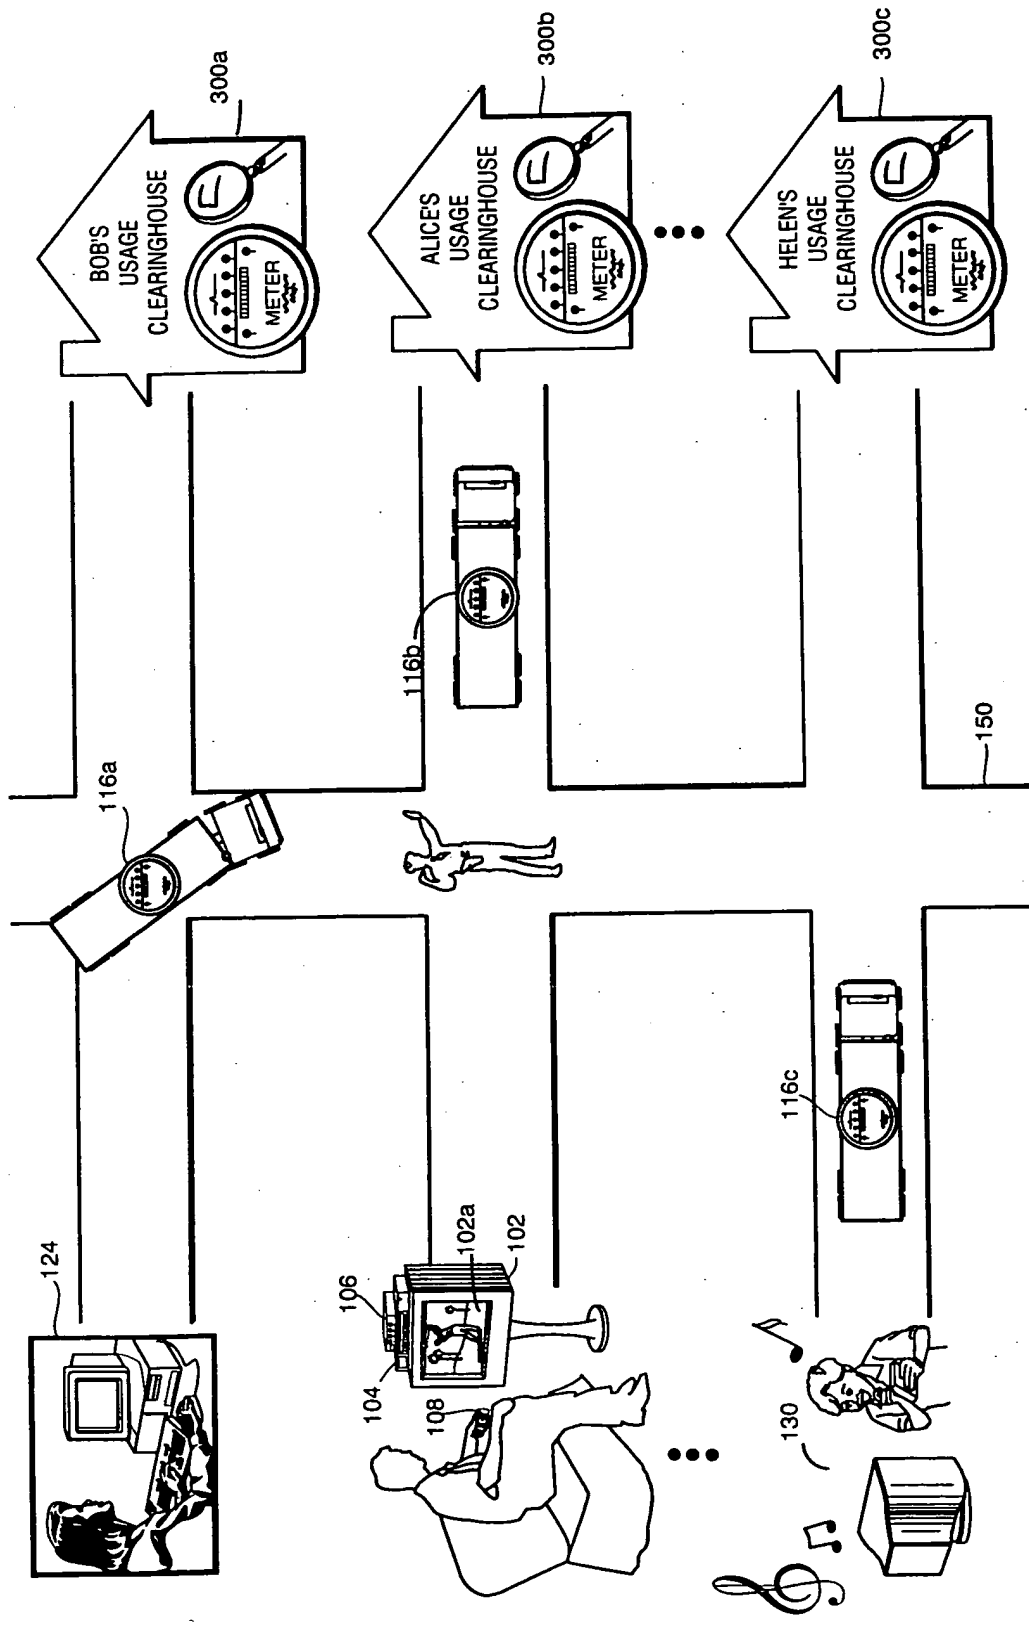 124
116a
BOB'S
USAGE
CLEARINGHOUSE
METER
300a
106
104
108
102a
102
116b
ALICE'S
USAGE
CLEARINGHOUSE
METER
300b
130
116c
150
HELEN'S
USAGE
CLEARINGHOUSE
METER
300c